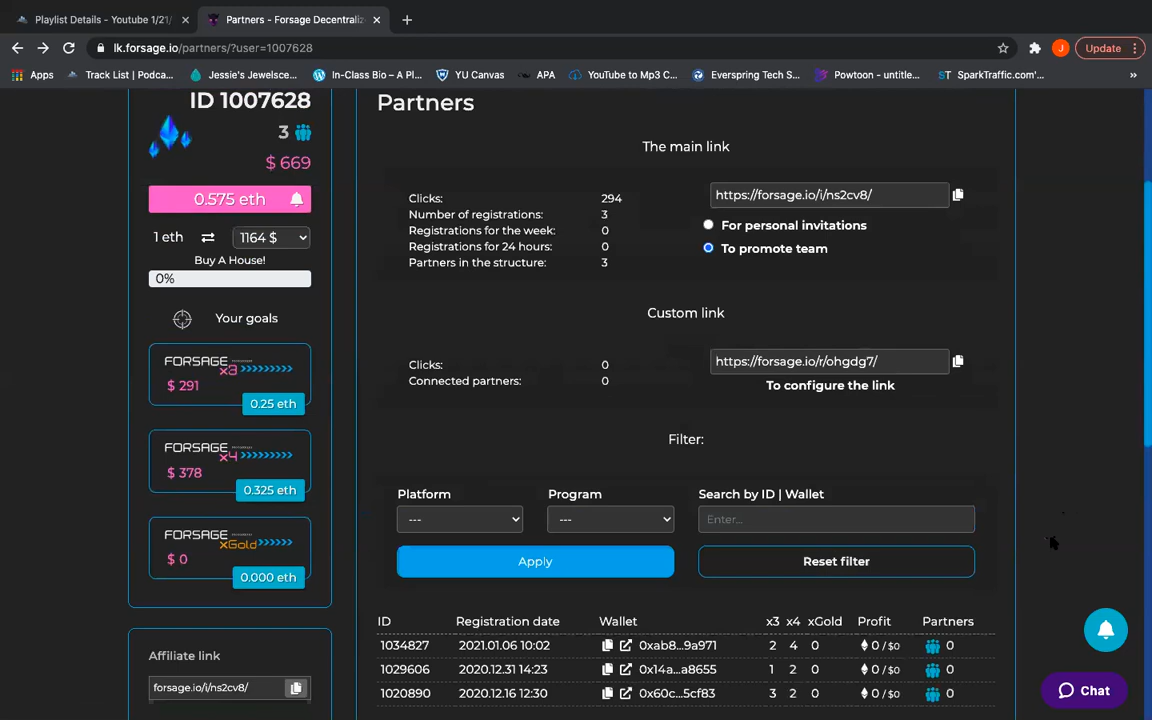 Playlist Details - Youtube 1/21/
Partners - Forsage Decentraliz
lk.forsage.io/partners/?user=1007628
J
Update
Apps
Track List | Podca...
Jessie's Jewelsce...
In-Class Bio – A Pl...
YU Canvas
APA
YouTube to Mp3 C...
Everspring Tech S...
Powtoon - untitle...
ST SparkTraffic.com'...
»
ID 1007628
3
$ 669
0.575 eth
1 eth
1164 $
Buy A House!
0%
Your goals
FORSAGE
x3
$ 291
0.25 eth
FORSAGE
x4
$ 378
0.325 eth
FORSAGE
xGold
$ 0
0.000 eth
Affiliate link
forsage.io/i/ns2cv8/
Partners
The main link
Clicks: 294
Number of registrations: 3
Registrations for the week: 0
Registrations for 24 hours: 0
Partners in the structure: 3
https://forsage.io/i/ns2cv8/
For personal invitations
To promote team
Custom link
Clicks: 0
Connected partners: 0
https://forsage.io/r/ohgdg7/
To configure the link
Filter:
Platform
---
Program
---
Search by ID | Wallet
Enter...
Apply
Reset filter
ID Registration date Wallet x3 x4 xGold Profit Partners
1034827 2021.01.06 10:02 0xab8...9a971 2 4 0 0 / $0 0
1029606 2020.12.31 14:23 0x14a...a8655 1 2 0 0 / $0 0
1020890 2020.12.16 12:30 0x60c...5cf83 3 2 0 0 / $0 0
Chat